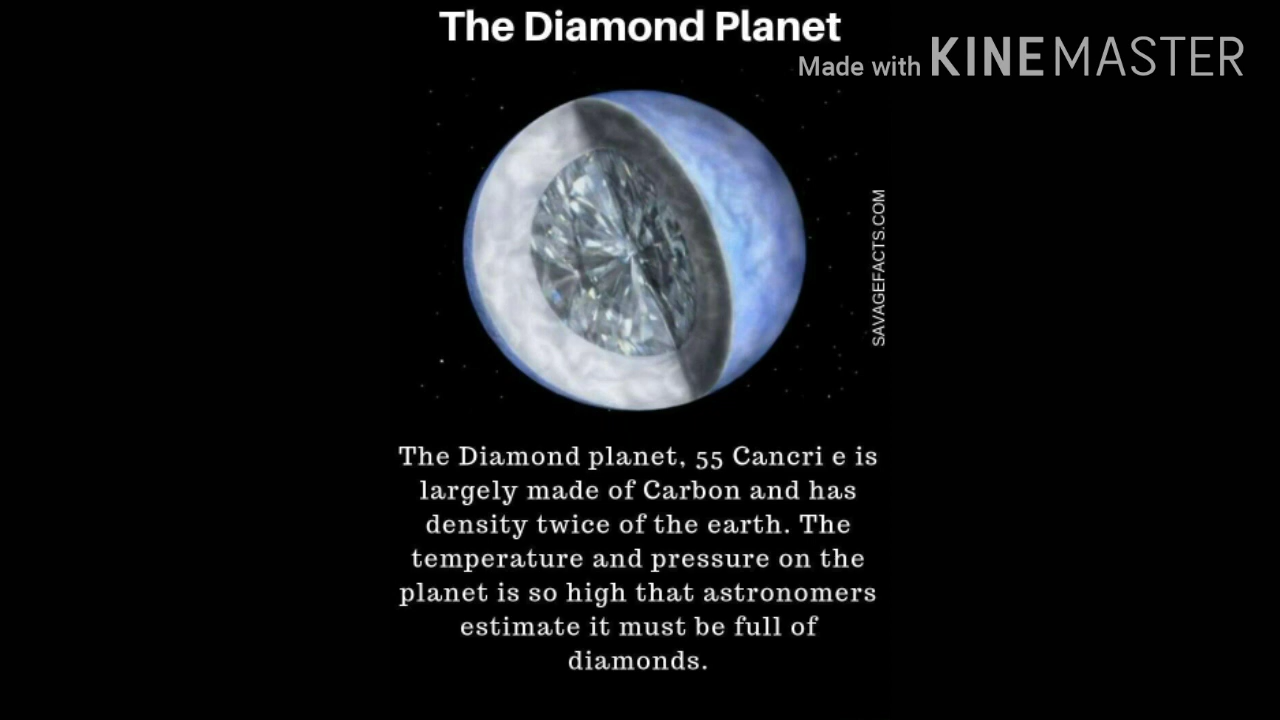 The Diamond Planet
Made with KINEMASTER
SAVAGEFACTS.COM
The Diamond planet, 55 Cancri e is
largely made of Carbon and has
density twice of the earth. The
temperature and pressure on the
planet is so high that astronomers
estimate it must be full of
diamonds.